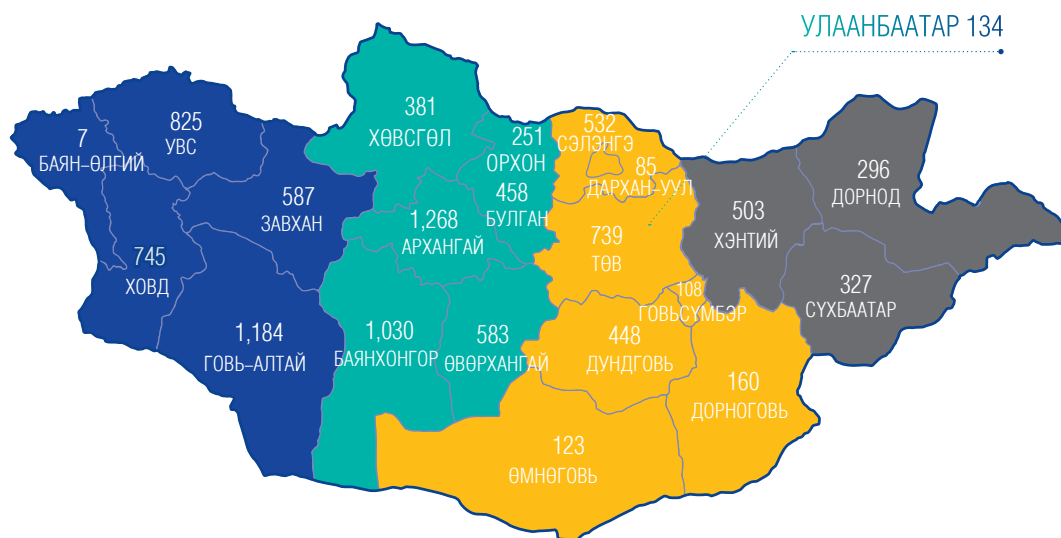 УЛААНБААТАР 134
7
БАЯН–ӨЛГИЙ
825
УВС
587
ЗАВХАН
745
ХОВД
1,184
ГОВЬ–АЛТАЙ
381
ХӨВСГӨЛ
251
ОРХОН
458
БУЛГАН
1,268
АРХАНГАЙ
1,030
БАЯНХОНГОР
583
ӨВӨРХАНГАЙ
532
СЭЛЭНГЭ
85
ДАРХАН–УУЛ
739
ТӨВ
108
ГОВЬСҮМБЭР
448
ДУНДГОВЬ
160
ДОРНОГОВЬ
123
ӨМНӨГОВЬ
503
ХЭНТИЙ
296
ДОРНОД
327
СҮХБААТАР